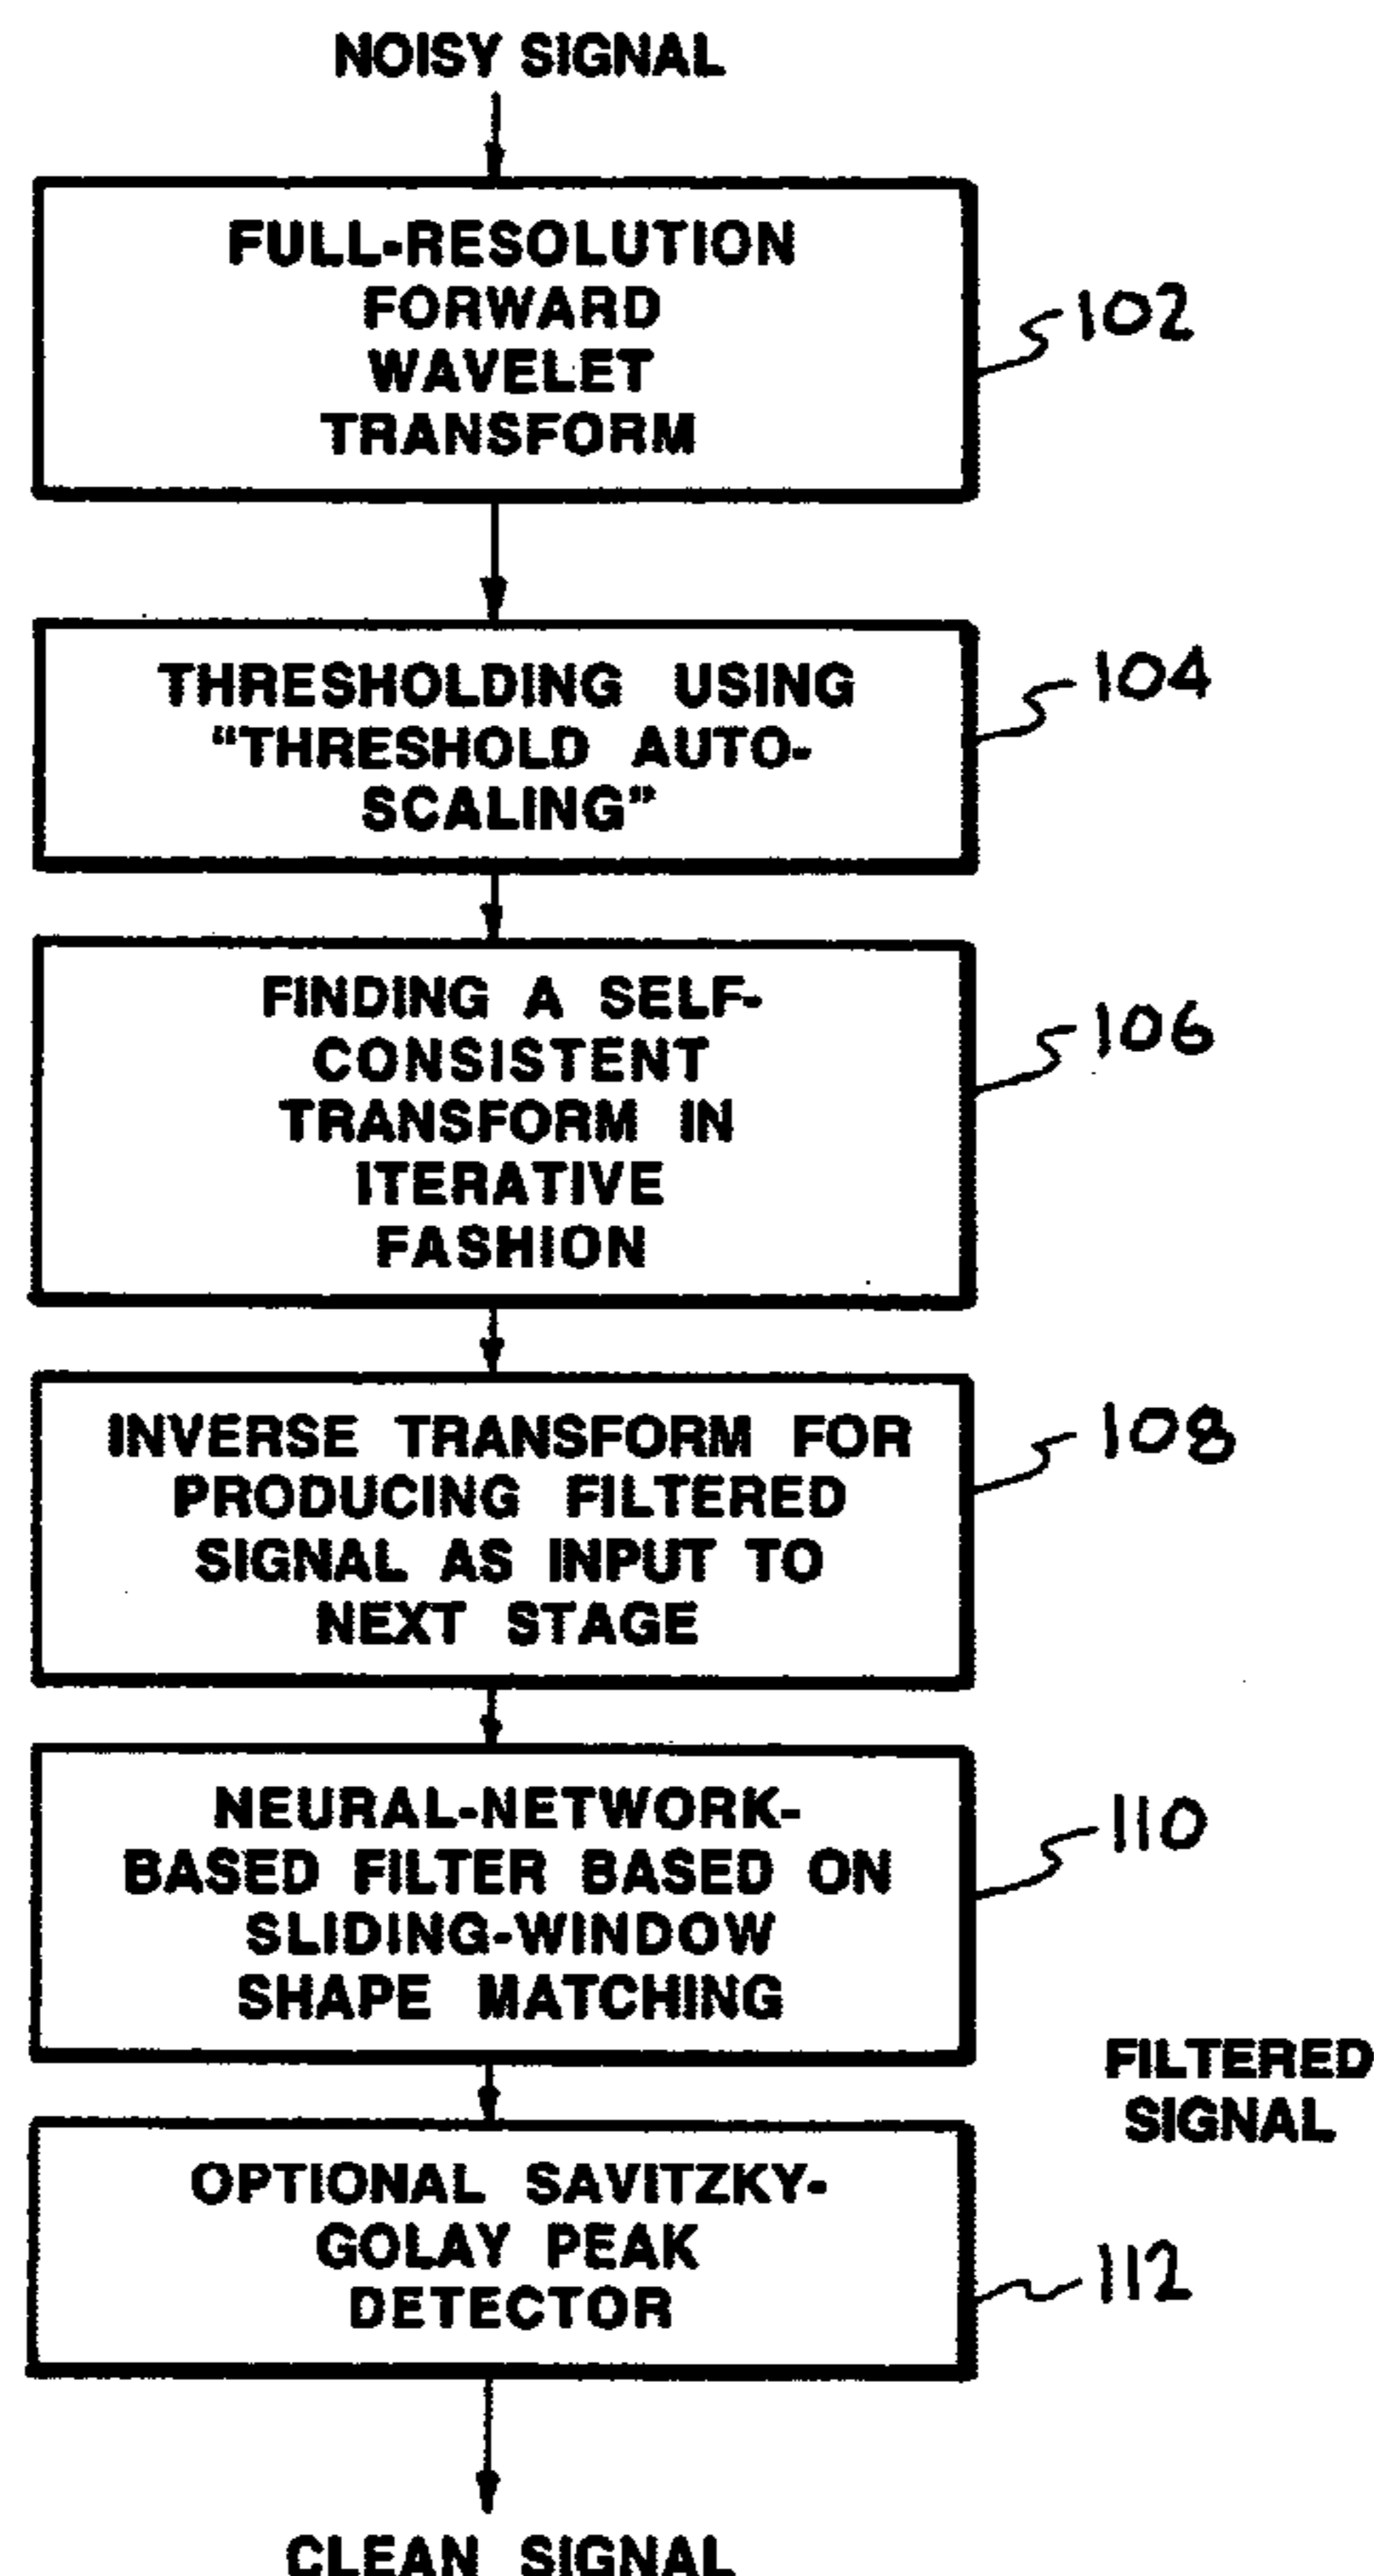 NOISY SIGNAL
FULL-RESOLUTION
FORWARD
WAVELET
TRANSFORM
102
THRESHOLDING USING
“THRESHOLD AUTO-
SCALING”
104
FINDING A SELF-
CONSISTENT
TRANSFORM IN
ITERATIVE
FASHION
106
INVERSE TRANSFORM FOR
PRODUCING FILTERED
SIGNAL AS INPUT TO
NEXT STAGE
108
NEURAL-NETWORK-
BASED FILTER BASED ON
SLIDING-WINDOW
SHAPE MATCHING
110
FILTERED
SIGNAL
OPTIONAL SAVITZKY-
GOLAY PEAK
DETECTOR
112
CLEAN SIGNAL